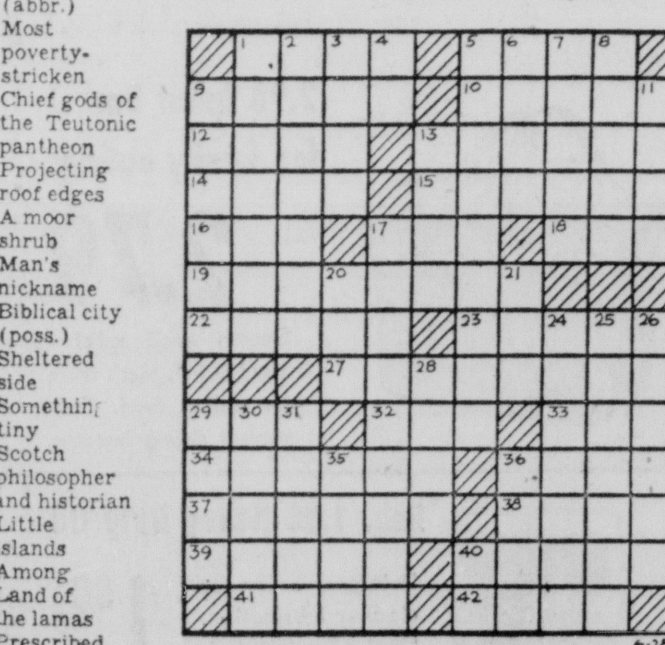 (abbr.)
Most
poverty-
stricken
Chief gods of
the Teutonic
pantheon
Projecting
roof edges
A moor
shrub
Man's
nickname
Biblical city
(poss.)
Sheltered
side
Something
tiny
Scotch
philosopher
and historian
Little
islands
Among
Land of
the lamas
Prescribed
1 2 3 4 5 6 7 8
9 10 11
12 13
14 15
16 17 18
19 20 21
22 23 24 25 26
27 28
29 30 31 32 33
34 35 36
37 38
39 40
41 42